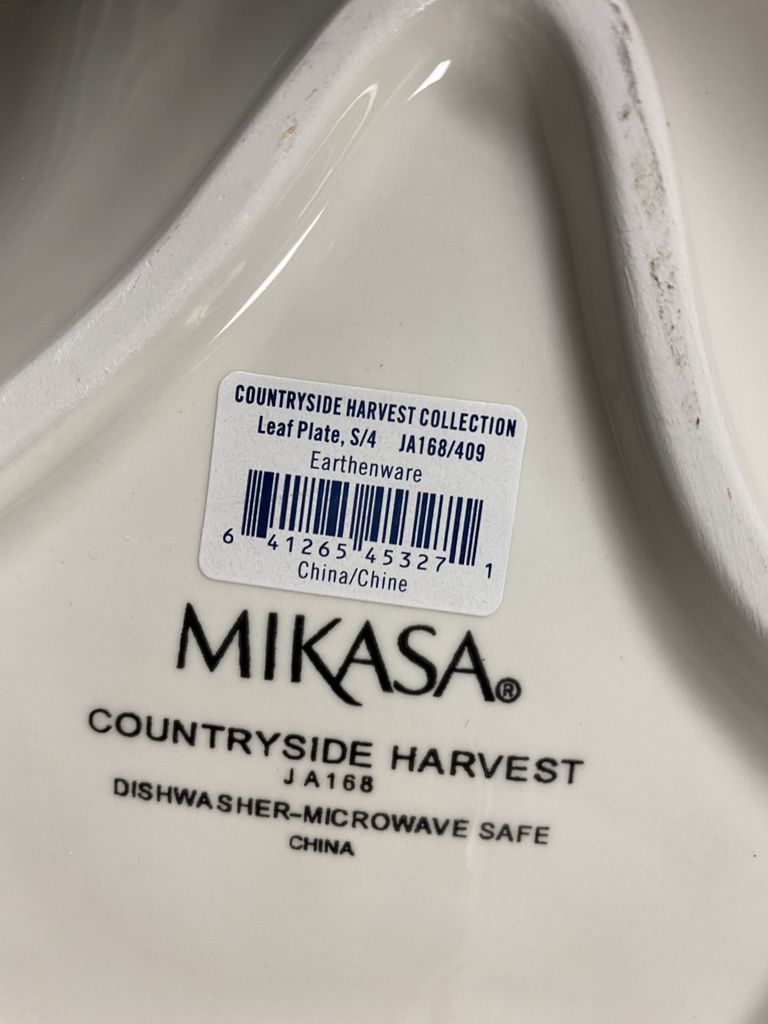 COUNTRYSIDE HARVEST COLLECTION
Leaf Plate, S/4 JA168/409
Earthenware
6 41265 45327 1
China/Chine
MIKASA®
COUNTRYSIDE HARVEST
JA168
DISHWASHER-MICROWAVE SAFE
CHINA